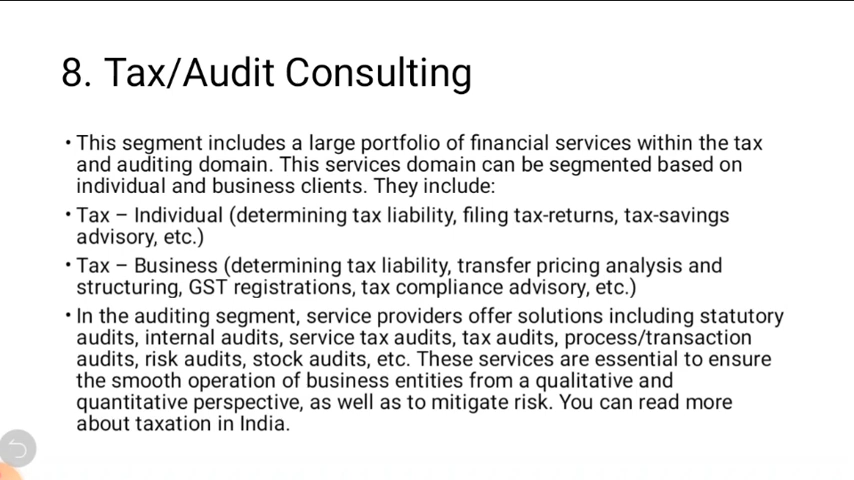 8. Tax/Audit Consulting
• This segment includes a large portfolio of financial services within the tax
and auditing domain. This services domain can be segmented based on
individual and business clients. They include:
• Tax – Individual (determining tax liability, filing tax-returns, tax-savings
advisory, etc.)
• Tax – Business (determining tax liability, transfer pricing analysis and
structuring, GST registrations, tax compliance advisory, etc.)
• In the auditing segment, service providers offer solutions including statutory
audits, internal audits, service tax audits, tax audits, process/transaction
audits, risk audits, stock audits, etc. These services are essential to ensure
the smooth operation of business entities from a qualitative and
quantitative perspective, as well as to mitigate risk. You can read more
about taxation in India.